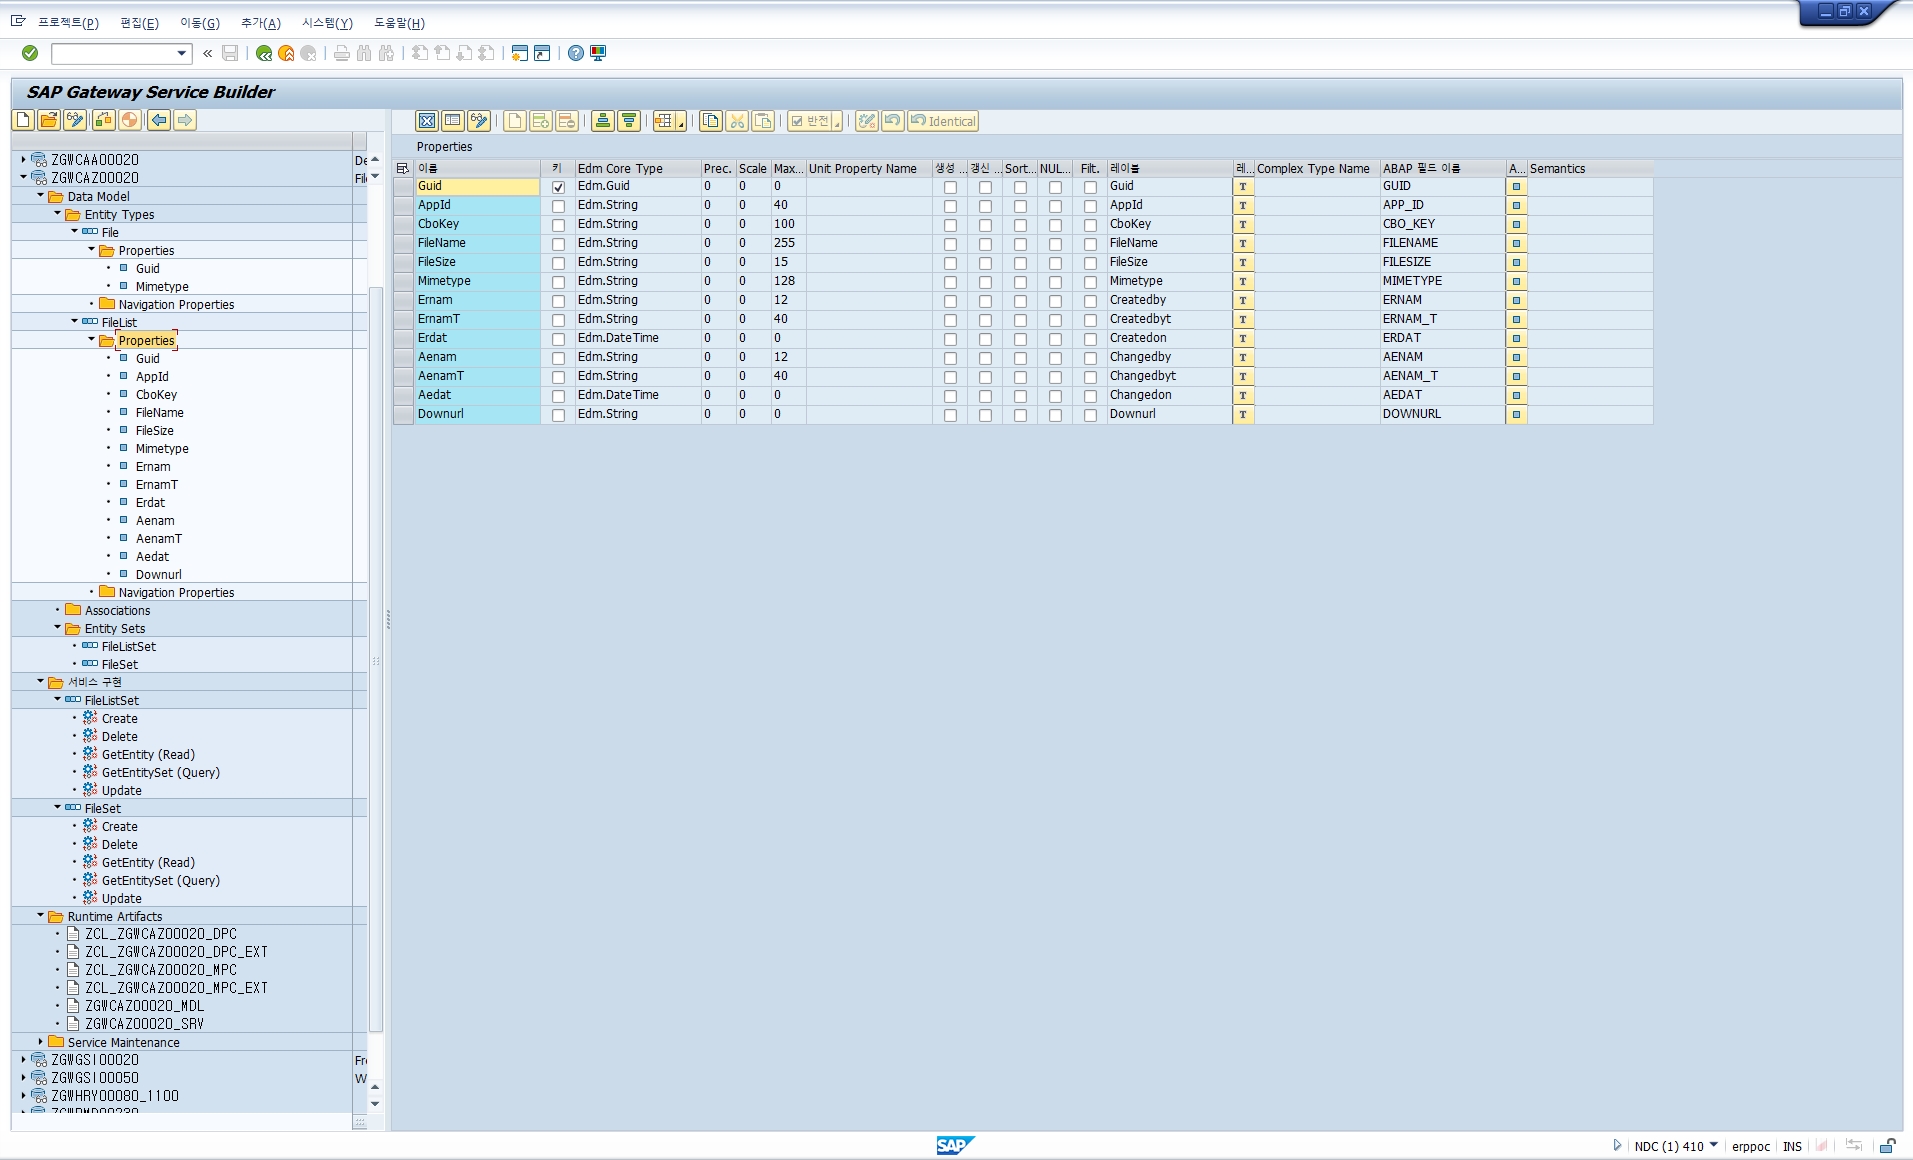 프로젝트(P) 편집(E) 이동(G) 추가(A) 시스템(Y) 도움말(H)
SAP Gateway Service Builder
반전 Identical
ZGWCAA00020 De
ZGWCAZ00020 File
Data Model
Entity Types
File
Properties
Guid
Mimetype
Navigation Properties
FileList
Properties
Guid
AppId
CboKey
FileName
FileSize
Mimetype
Ernam
ErnamT
Erdat
Aenam
AenamT
Aedat
Downurl
Navigation Properties
Associations
Entity Sets
FileListSet
FileSet
서비스 구현
FileListSet
Create
Delete
GetEntity (Read)
GetEntitySet (Query)
Update
FileSet
Create
Delete
GetEntity (Read)
GetEntitySet (Query)
Update
Runtime Artifacts
ZCL_ZGWCAZ00020_DPC
ZCL_ZGWCAZ00020_DPC_EXT
ZCL_ZGWCAZ00020_MPC
ZCL_ZGWCAZ00020_MPC_EXT
ZGWCAZ00020_MDL
ZGWCAZ00020_SRV
Service Maintenance
ZGWGSI00020 Fr
ZGWGSI00050 W
ZGWHRY00080_1100
Properties
이름 키 Edm Core Type Prec. Scale Max... Unit Property Name 생성 ... 갱신 ... Sort... NUL... Filt. 레이블 레... Complex Type Name ABAP 필드 이름 A... Semantics
Guid Edm.Guid 0 0 0 Guid T GUID
AppId Edm.String 0 0 40 AppId T APP_ID
CboKey Edm.String 0 0 100 CboKey T CBO_KEY
FileName Edm.String 0 0 255 FileName T FILENAME
FileSize Edm.String 0 0 15 FileSize T FILESIZE
Mimetype Edm.String 0 0 128 Mimetype T MIMETYPE
Ernam Edm.String 0 0 12 Createdby T ERNAM
ErnamT Edm.String 0 0 40 Createdbyt T ERNAM_T
Erdat Edm.DateTime 0 0 0 Createdon T ERDAT
Aenam Edm.String 0 0 12 Changedby T AENAM
AenamT Edm.String 0 0 40 Changedbyt T AENAM_T
Aedat Edm.DateTime 0 0 0 Changedon T AEDAT
Downurl Edm.String 0 0 0 Downurl T DOWNURL
SAP
NDC (1) 410 erppoc INS